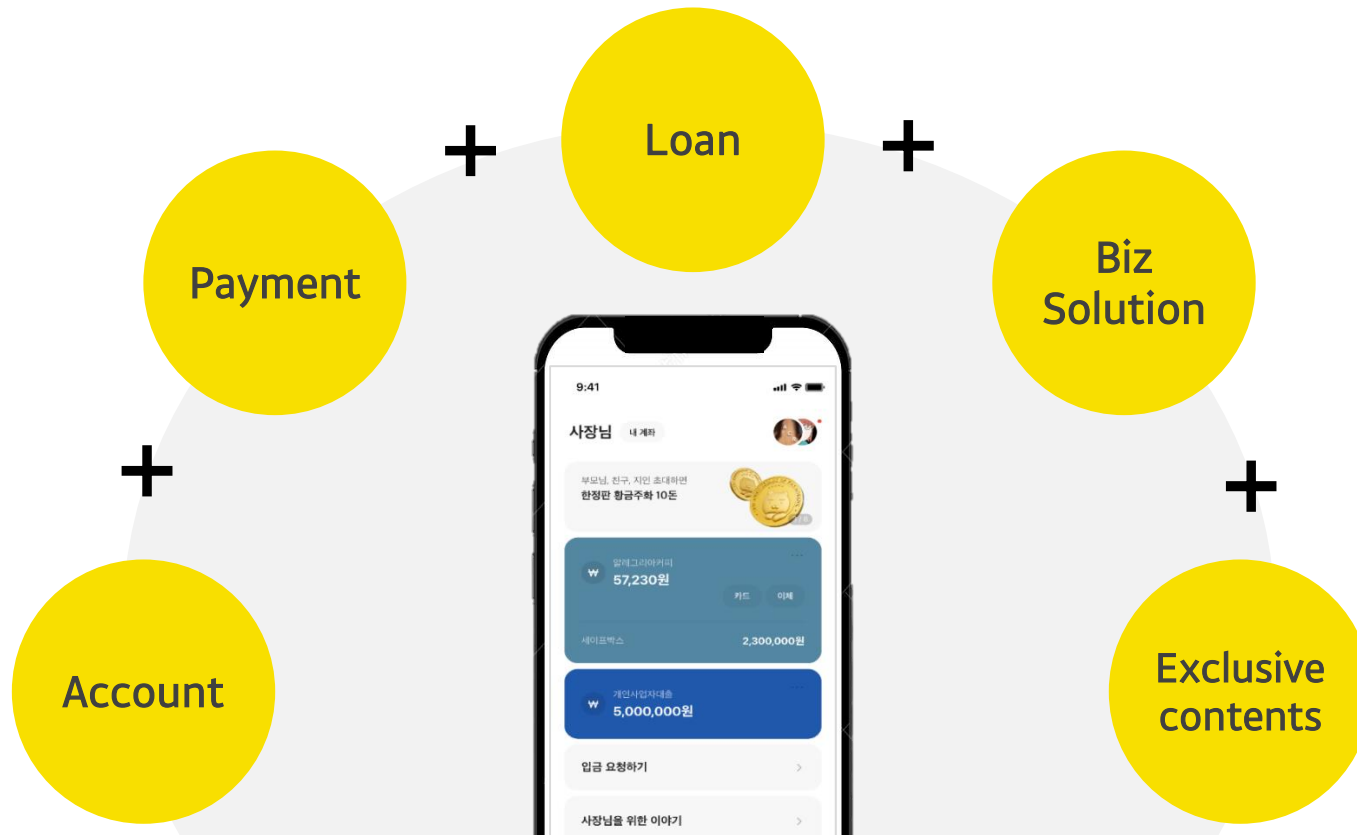 Loan
Payment
Biz
Solution
Account
Exclusive
contents
+
+
+
+
9:41
사장님 내 계좌
부모님, 친구, 지인 초대하면
한정판 황금주화 10돈
알레그리아커피
₩ 57,230원
카드 이체
세이프박스 2,300,000원
개인사업자대출
₩ 5,000,000원
입금 요청하기
사장님을 위한 이야기